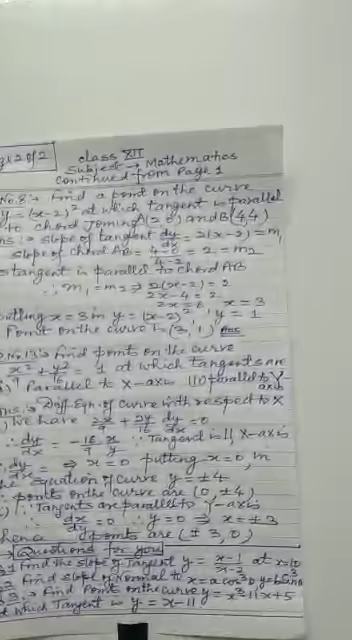 2 of 2
class XII
Subject → Mathematics
Continued from Page 1
No.8:→ Find a point on the curve
y = (x-2)² at which tangent is parallel
to chord joining A(2,0) and B(4,4)
Ans:→ slope of tangent dy/dx = 2(x-2) = m₁
slope of chord AB = 4-0/4-2 = 2 = m₂
tangent is parallel to chord AB
∴ m₁ = m₂ ⇒ 2(x-2) = 2
2x-4 = 2
2x = 6, x = 3
putting x = 3 in y = (x-2)², y = 1
Point on the curve is (3, 1) Ans
No.13:→ Find points on the curve
x²/9 + y²/16 = 1 at which tangents are
(i) Parallel to X-axis (ii) parallel to Y-axis
Ans:→ Diff. Eqn. of curve with respect to x
We have 2x/9 + 2y/16 dy/dx = 0
∴ dy/dx = -16/9 x/y ∵ Tangent is || X-axis
∴ dy/dx = ⇒ x = 0 putting x = 0, in
the equation of curve y = ±4
∴ points on the curve are (0, ±4)
∵ Tangents are parallel to Y-axis
∴ dx/dy = 0 ∴ y = 0 ⇒ x = ±3
Hence points are (±3, 0)
→ Questions for you
1 Find the slope of Tangent y = x-1/x-2 at x = 10
2 Find slope of Normal to x = a cos³θ, y =
3:→ Find Point on the curve y = x³-11x+5
at which Tangent is y = x-11